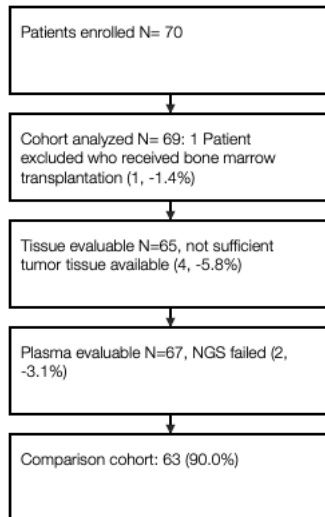 Patients enrolled N= 70
Cohort analyzed N= 69: 1 Patient
excluded who received bone marrow
transplantation (1, -1.4%)
Tissue evaluable N=65, not sufficient
tumor tissue available (4, -5.8%)
Plasma evaluable N=67, NGS failed (2,
-3.1%)
Comparison cohort: 63 (90.0%)